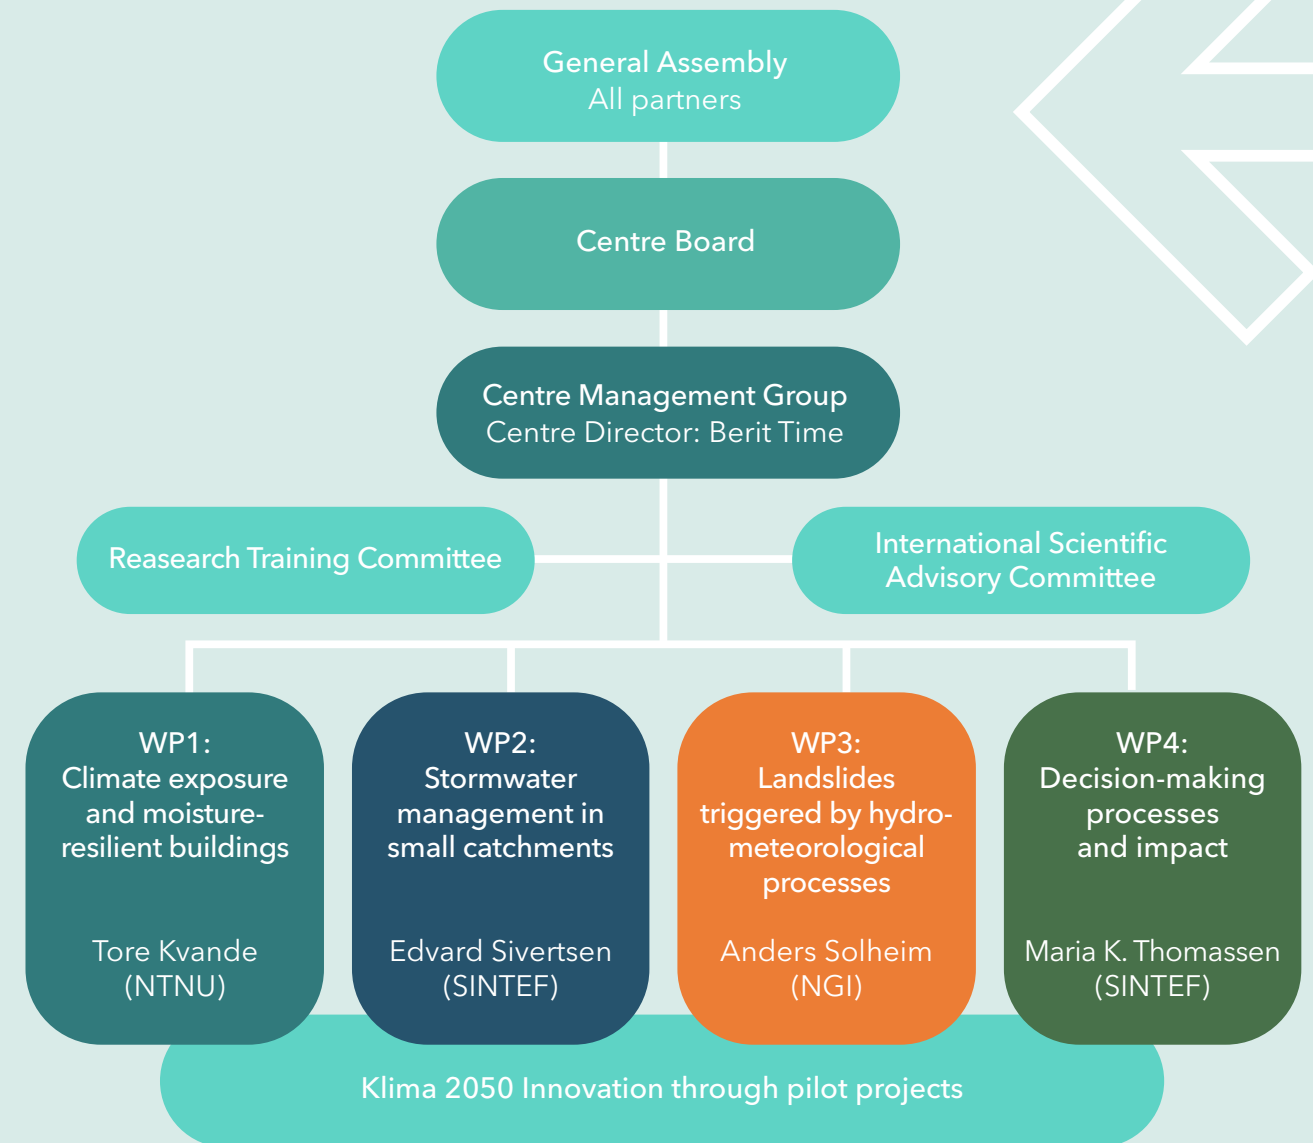 General Assembly
All partners
Centre Board
Centre Management Group
Centre Director: Berit Time
Reasearch Training Committee
International Scientific
Advisory Committee
WP1:
Climate exposure
and moisture-
resilient buildings
Tore Kvande
(NTNU)
WP2:
Stormwater
management in
small catchments
Edvard Sivertsen
(SINTEF)
WP3:
Landslides
triggered by hydro-
meteorological
processes
Anders Solheim
(NGI)
WP4:
Decision-making
processes
and impact
Maria K. Thomassen
(SINTEF)
Klima 2050 Innovation through pilot projects